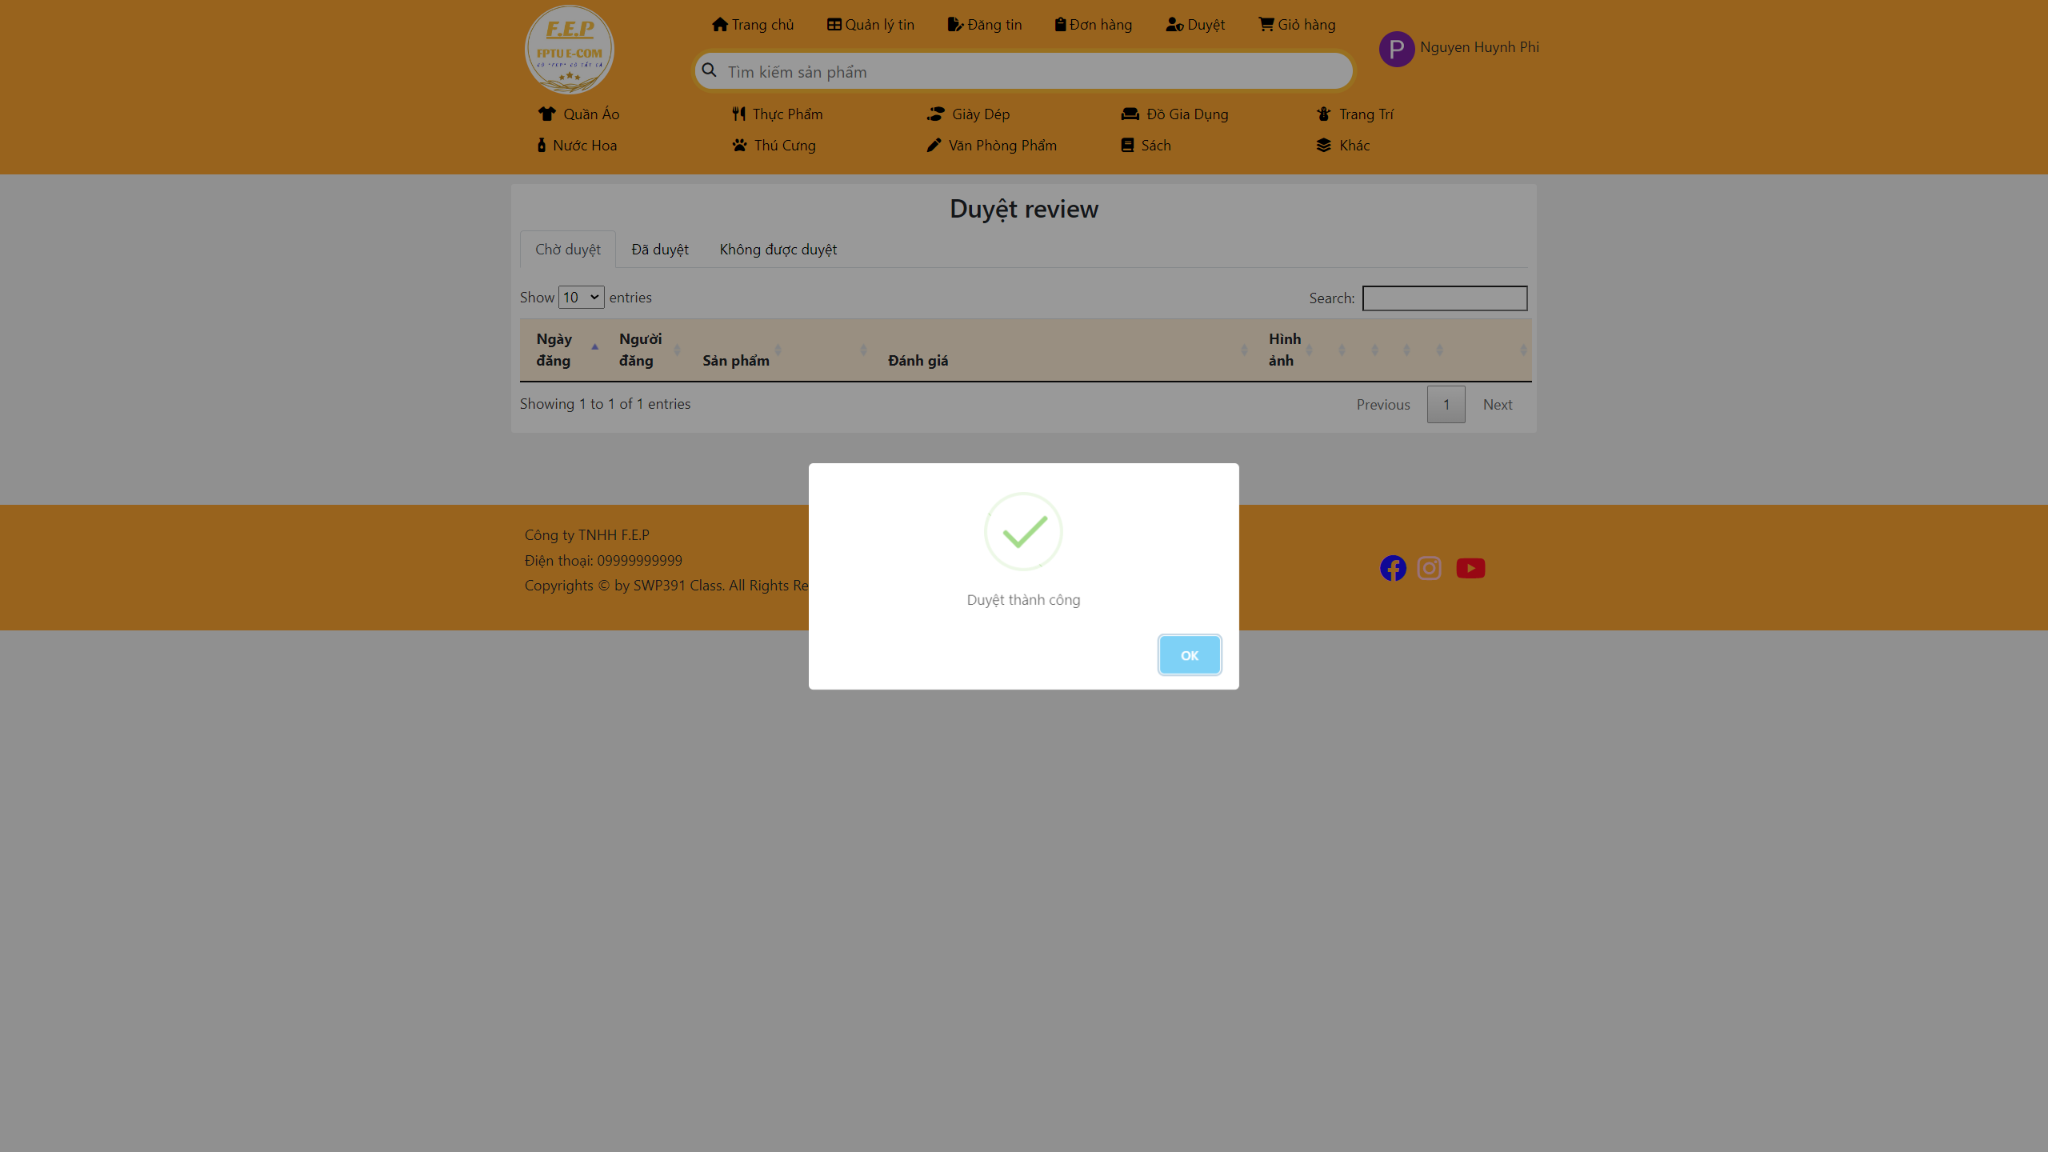 F.E.P
FPTU E-COM
Trang chủ
Quản lý tin
Đăng tin
Đơn hàng
Duyệt
Giỏ hàng
P
Nguyen Huynh Phi
Tìm kiếm sản phẩm
Quần Áo
Thực Phẩm
Giày Dép
Đồ Gia Dụng
Trang Trí
Nước Hoa
Thú Cưng
Văn Phòng Phẩm
Sách
Khác
Duyệt review
Chờ duyệt
Đã duyệt
Không được duyệt
Show 10 entries
Search:
Ngày đăng
Người đăng
Sản phẩm
Đánh giá
Hình ảnh
Showing 1 to 1 of 1 entries
Previous
1
Next
Duyệt thành công
OK
Công ty TNHH F.E.P
Điện thoại: 09999999999
Copyrights © by SWP391 Class. All Rights Re